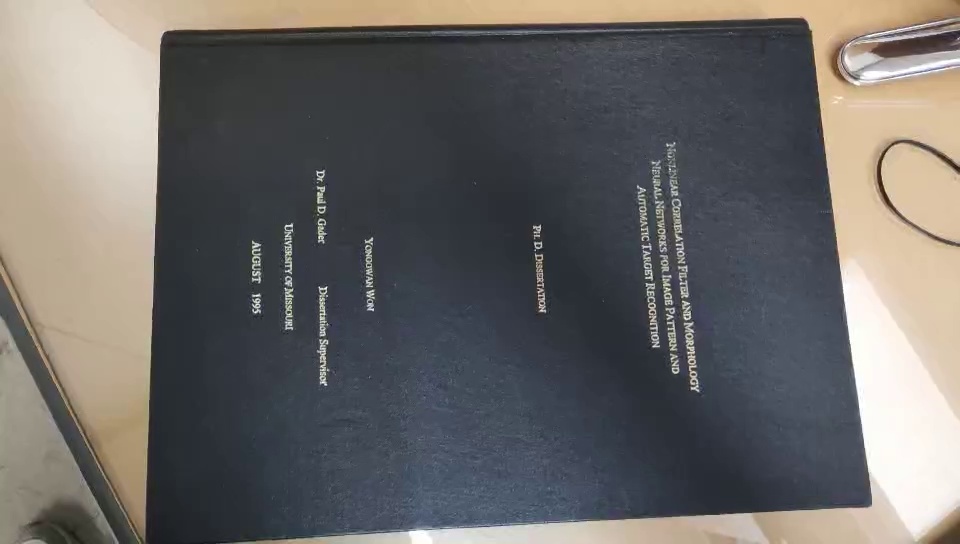 NONLINEAR CORRELATION FILTER AND MORPHOLOGY
NEURAL NETWORKS FOR IMAGE PATTERN AND
AUTOMATIC TARGET RECOGNITION
PH. D. DISSERTATION
YONGGWAN WON
Dr. Paul D. Gader Dissertation Supervisor
UNIVERSITY OF MISSOURI
AUGUST 1995